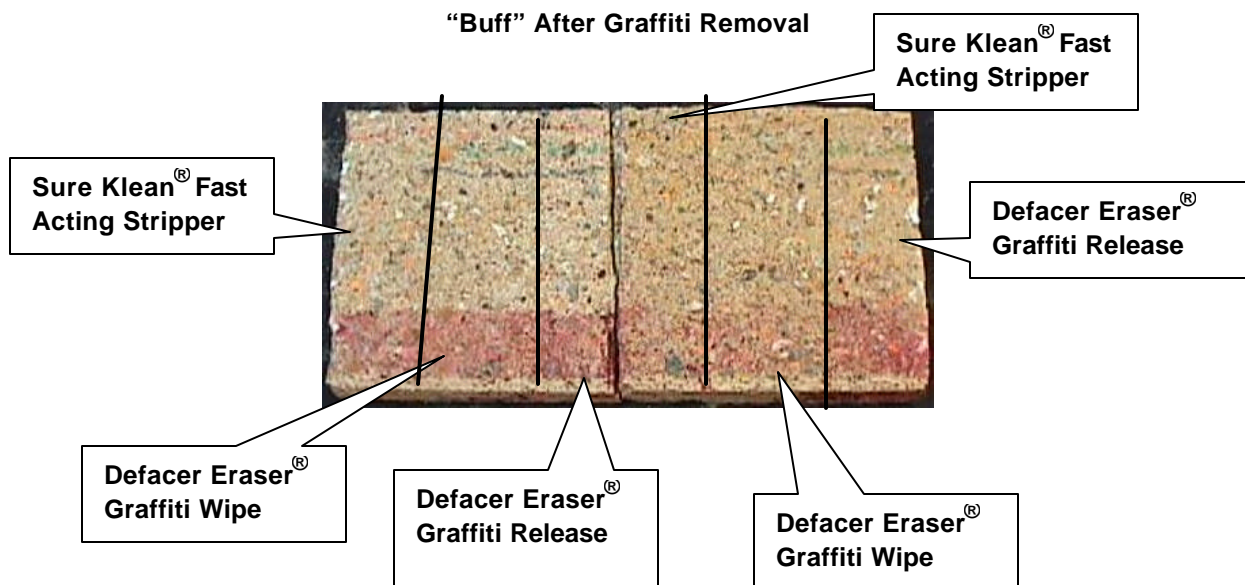 “Buff” After Graffiti Removal
Sure Klean® Fast
Acting Stripper
Sure Klean® Fast
Acting Stripper
Defacer Eraser®
Graffiti Release
Defacer Eraser®
Graffiti Wipe
Defacer Eraser®
Graffiti Release
Defacer Eraser®
Graffiti Wipe